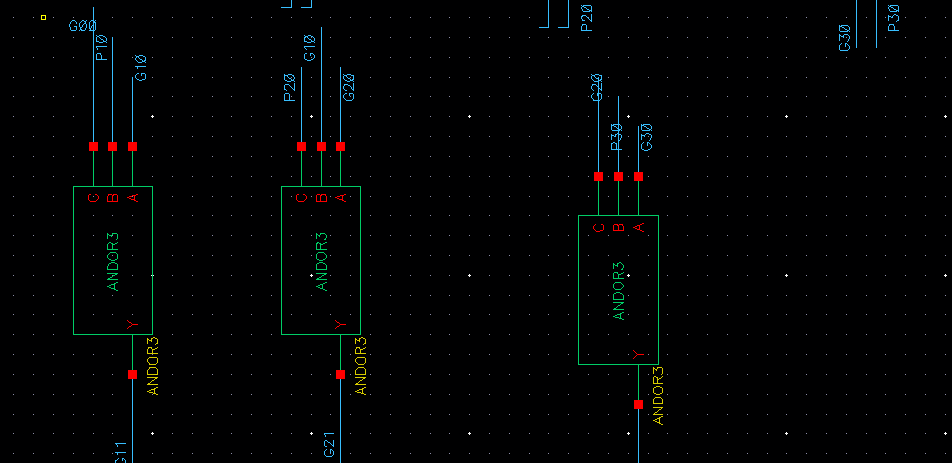 G00
P10
G10
P20
G10
G20
P20
G20
P30
G30
G30
P30
C B A
ANDOR3
Y
ANDOR3
G11
C B A
ANDOR3
Y
ANDOR3
G21
C B A
ANDOR3
Y
ANDOR3